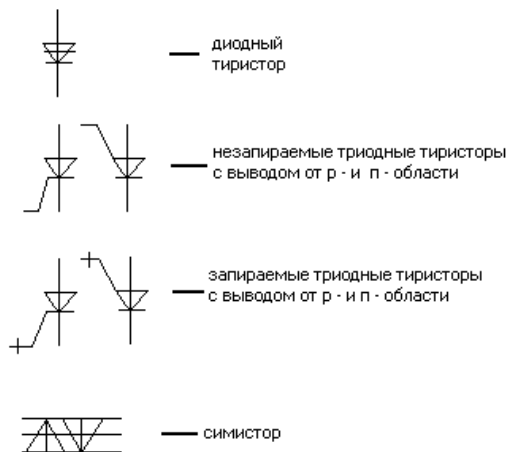 диодный
тиристор
незапираемые триодные тиристоры
с выводом от р - и п - области
запираемые триодные тиристоры
с выводом от р - и п - области
симистор